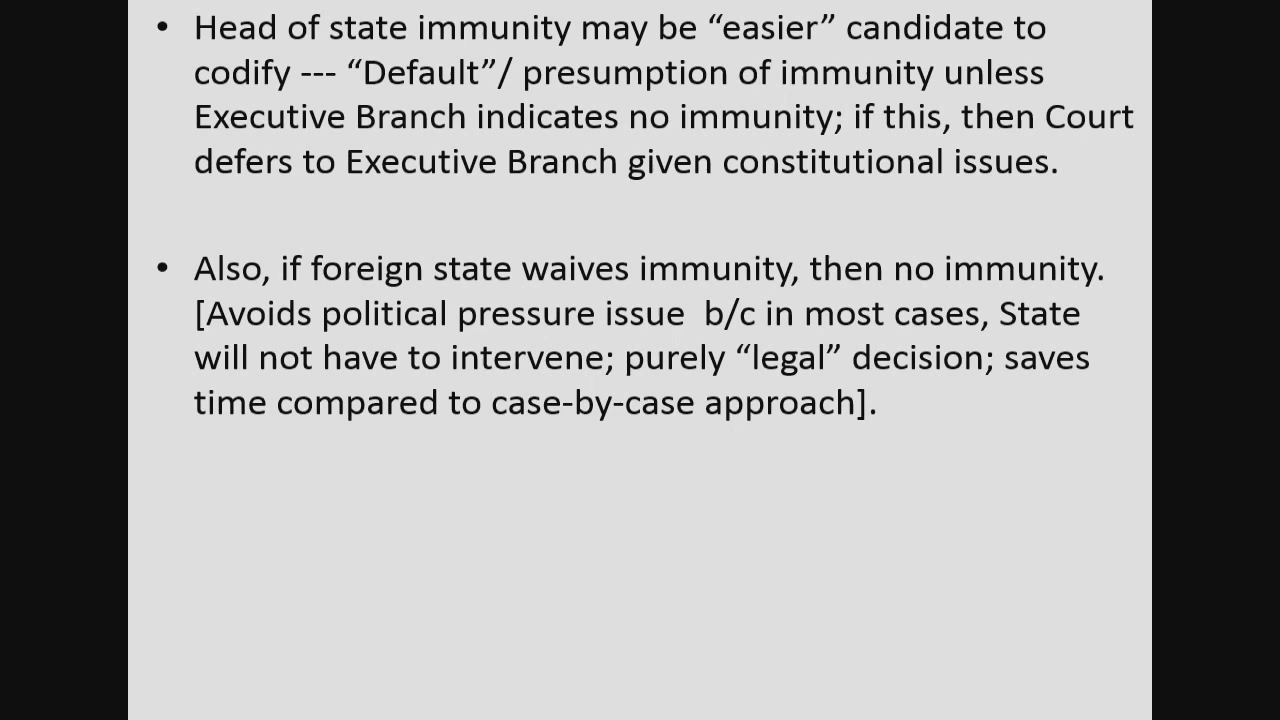 • Head of state immunity may be “easier” candidate to
codify --- “Default”/ presumption of immunity unless
Executive Branch indicates no immunity; if this, then Court
defers to Executive Branch given constitutional issues.
• Also, if foreign state waives immunity, then no immunity.
[Avoids political pressure issue  b/c in most cases, State
will not have to intervene; purely “legal” decision; saves
time compared to case-by-case approach].